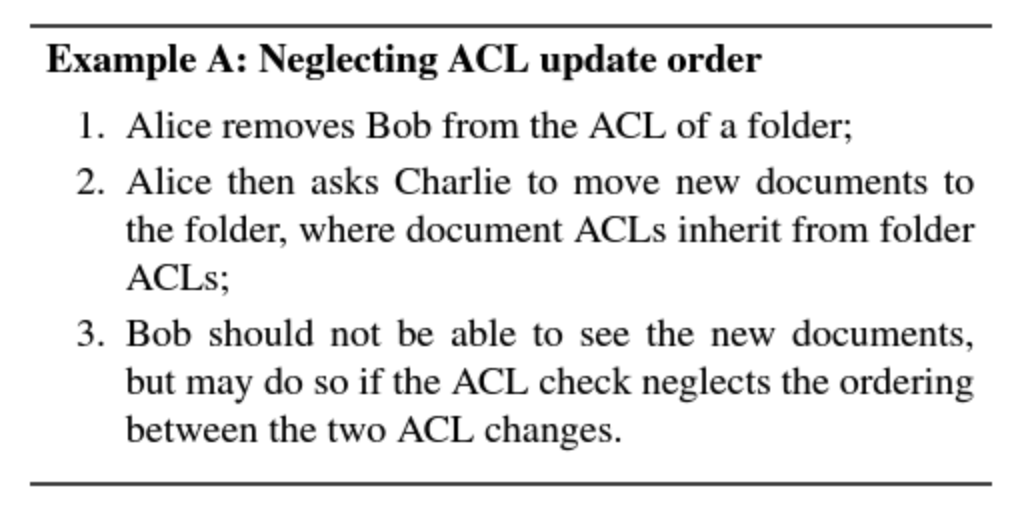 Example A: Neglecting ACL update order
1. Alice removes Bob from the ACL of a folder;
2. Alice then asks Charlie to move new documents to
the folder, where document ACLs inherit from folder
ACLs;
3. Bob should not be able to see the new documents,
but may do so if the ACL check neglects the ordering
between the two ACL changes.